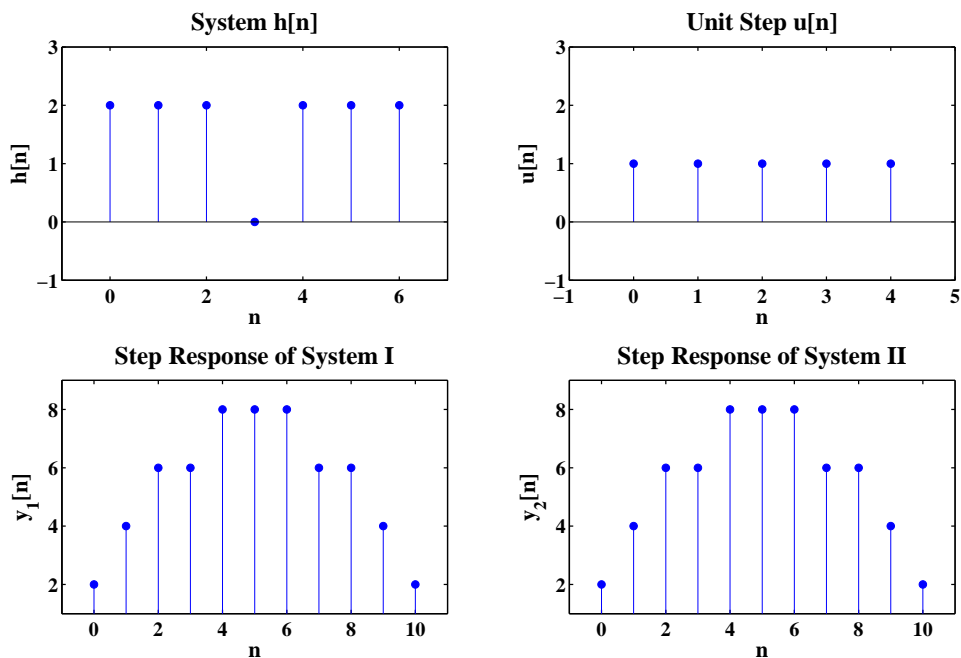 System h[n]
3
2
1
0
−1
h[n]
0 2 4 6
n
Unit Step u[n]
3
2
1
0
−1
u[n]
−1 0 1 2 3 4 5
n
Step Response of System I
8
6
4
2
y1[n]
0 2 4 6 8 10
n
Step Response of System II
8
6
4
2
y2[n]
0 2 4 6 8 10
n